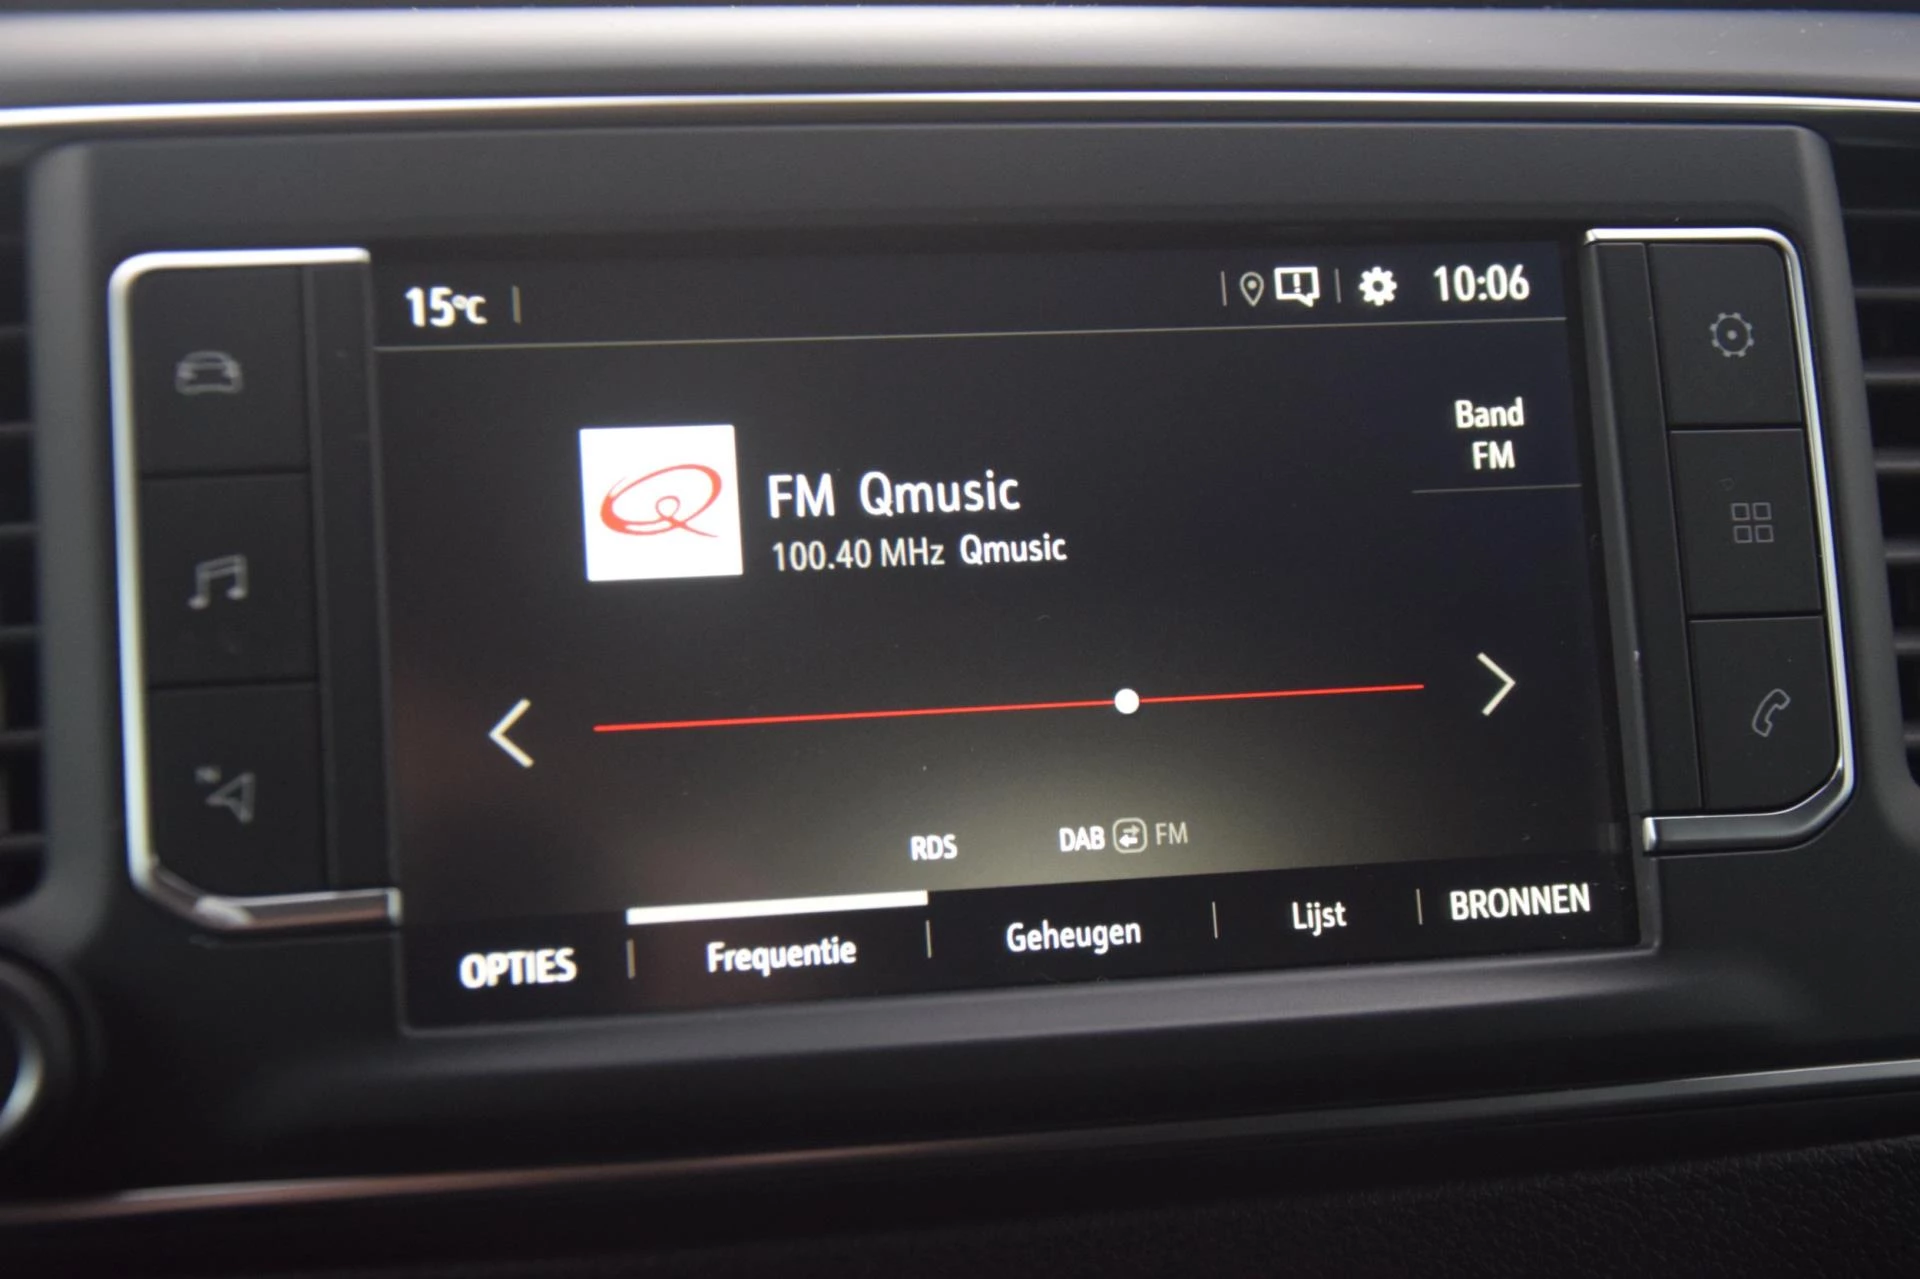 15°C
10:06
Band
FM
FM Qmusic
100.40 MHz Qmusic
RDS
DAB FM
OPTIES
Frequentie
Geheugen
Lijst
BRONNEN